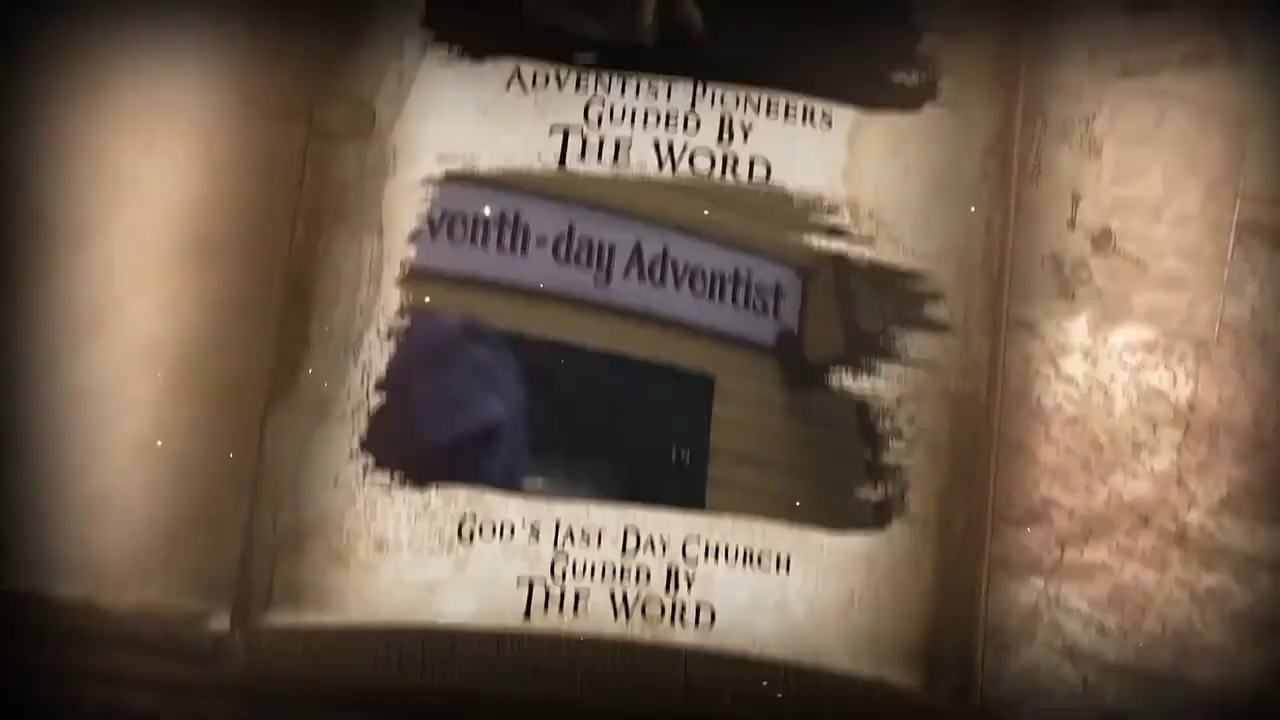 ADVENTIST PIONEERS
GUIDED BY
THE WORD
venth-day Adventist
GOD'S LAST DAY CHURCH
GUIDED BY
THE WORD